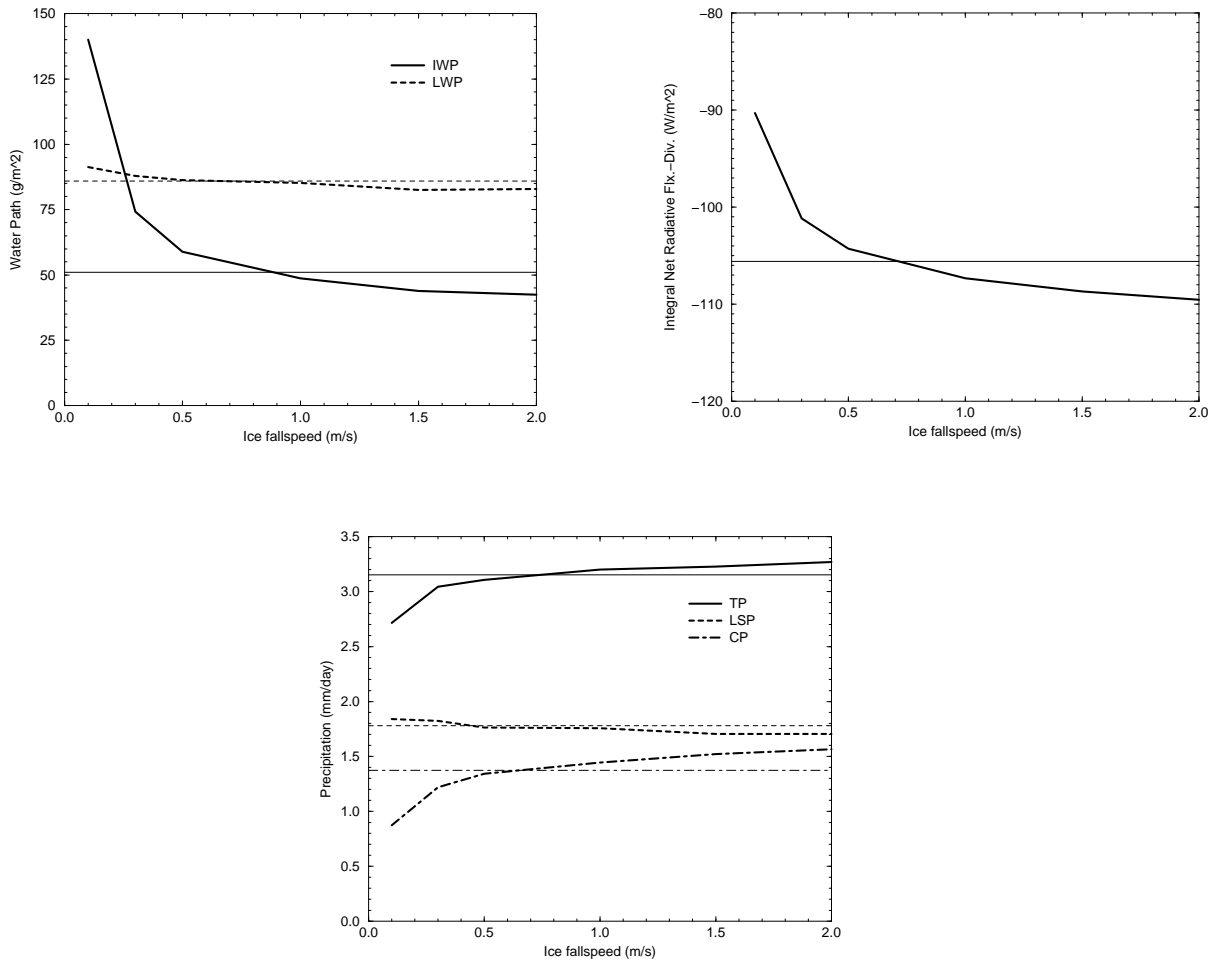 150
125
100
75
50
25
0
Water Path (g/m^2)
IWP
LWP
0.0 0.5 1.0 1.5 2.0
Ice fallspeed (m/s)
−80
−90
−100
−110
−120
Integral Net Radiative Flx.−Div. (W/m^2)
0.0 0.5 1.0 1.5 2.0
Ice fallspeed (m/s)
3.5
3.0
2.5
2.0
1.5
1.0
0.5
0.0
Precipitation (mm/day)
TP
LSP
CP
0.0 0.5 1.0 1.5 2.0
Ice fallspeed (m/s)